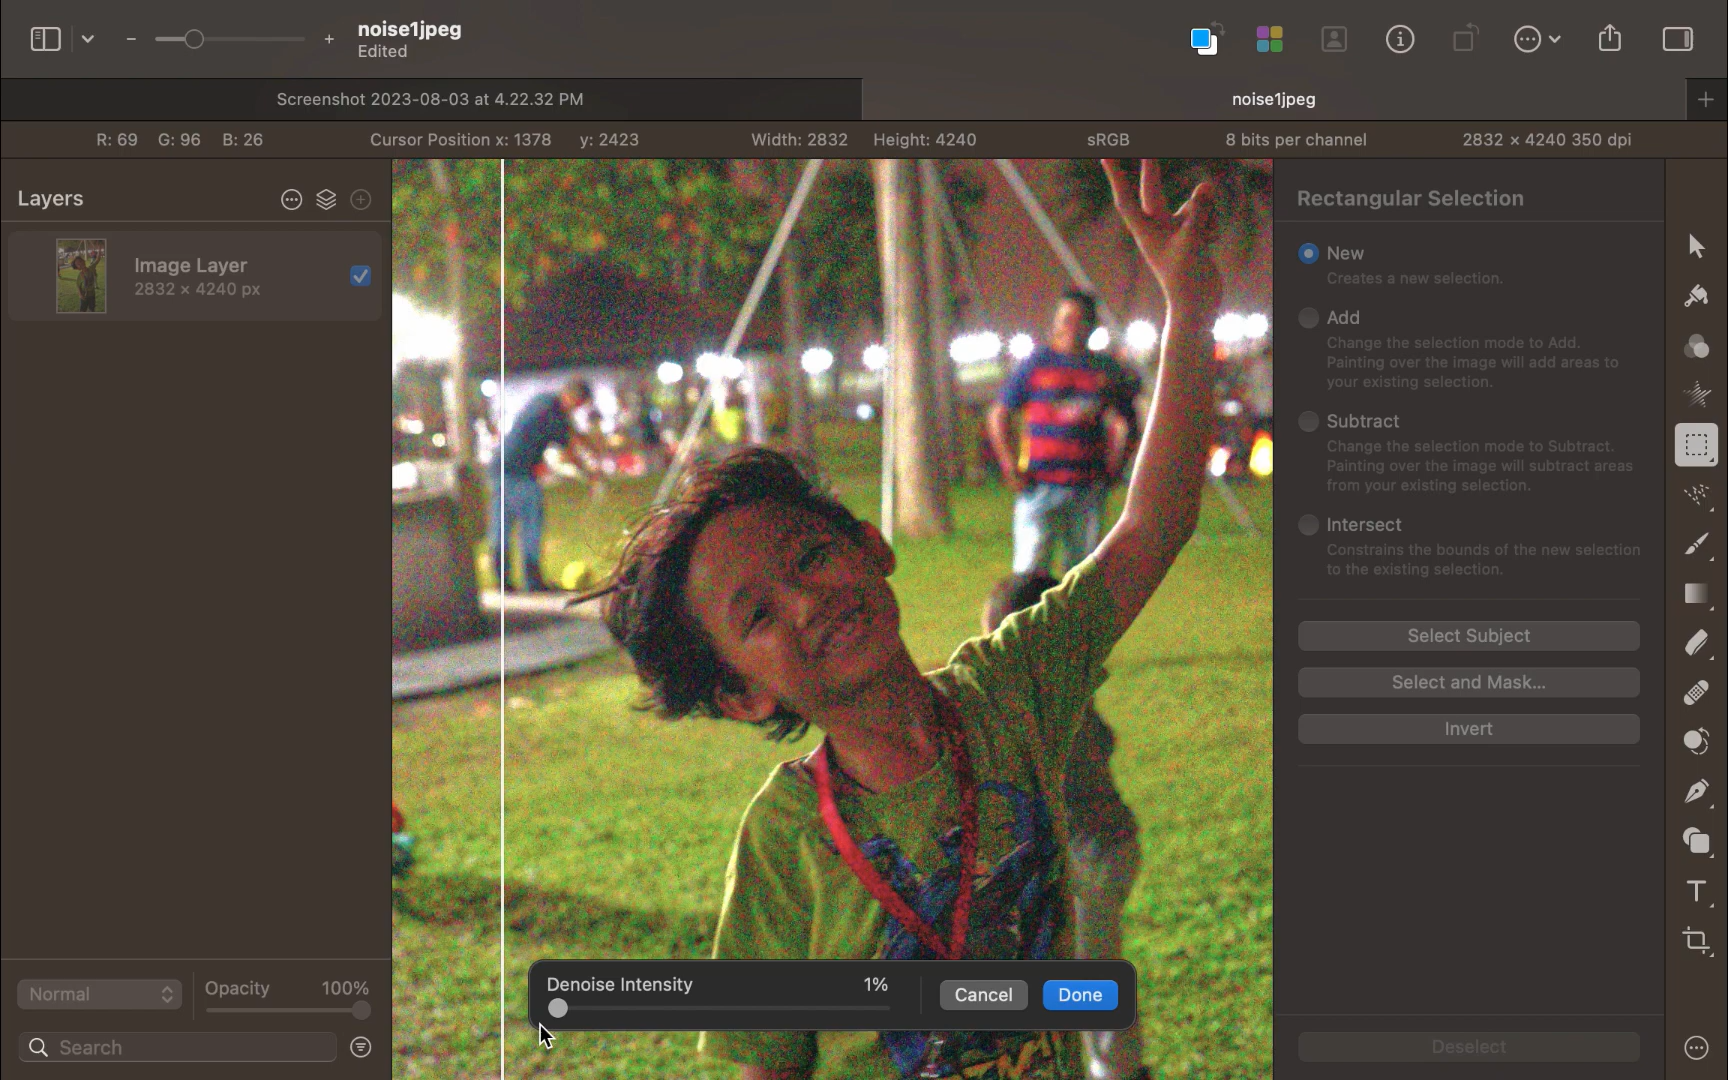 noise1jpeg
Edited
Screenshot 2023-08-03 at 4.22.32 PM
noise1jpeg
R: 69 G: 96 B: 26
Cursor Position x: 1378 y: 2423
Width: 2832 Height: 4240
sRGB
8 bits per channel
2832 × 4240 350 dpi
Layers
Image Layer
2832 × 4240 px
Normal
Opacity 100%
Search
Denoise Intensity 1%
Cancel
Done
Rectangular Selection
New
Creates a new selection.
Add
Change the selection mode to Add.
Painting over the image will add areas to
your existing selection.
Subtract
Change the selection mode to Subtract.
Painting over the image will subtract areas
from your existing selection.
Intersect
Constrains the bounds of the new selection
to the existing selection.
Select Subject
Select and Mask...
Invert
Deselect